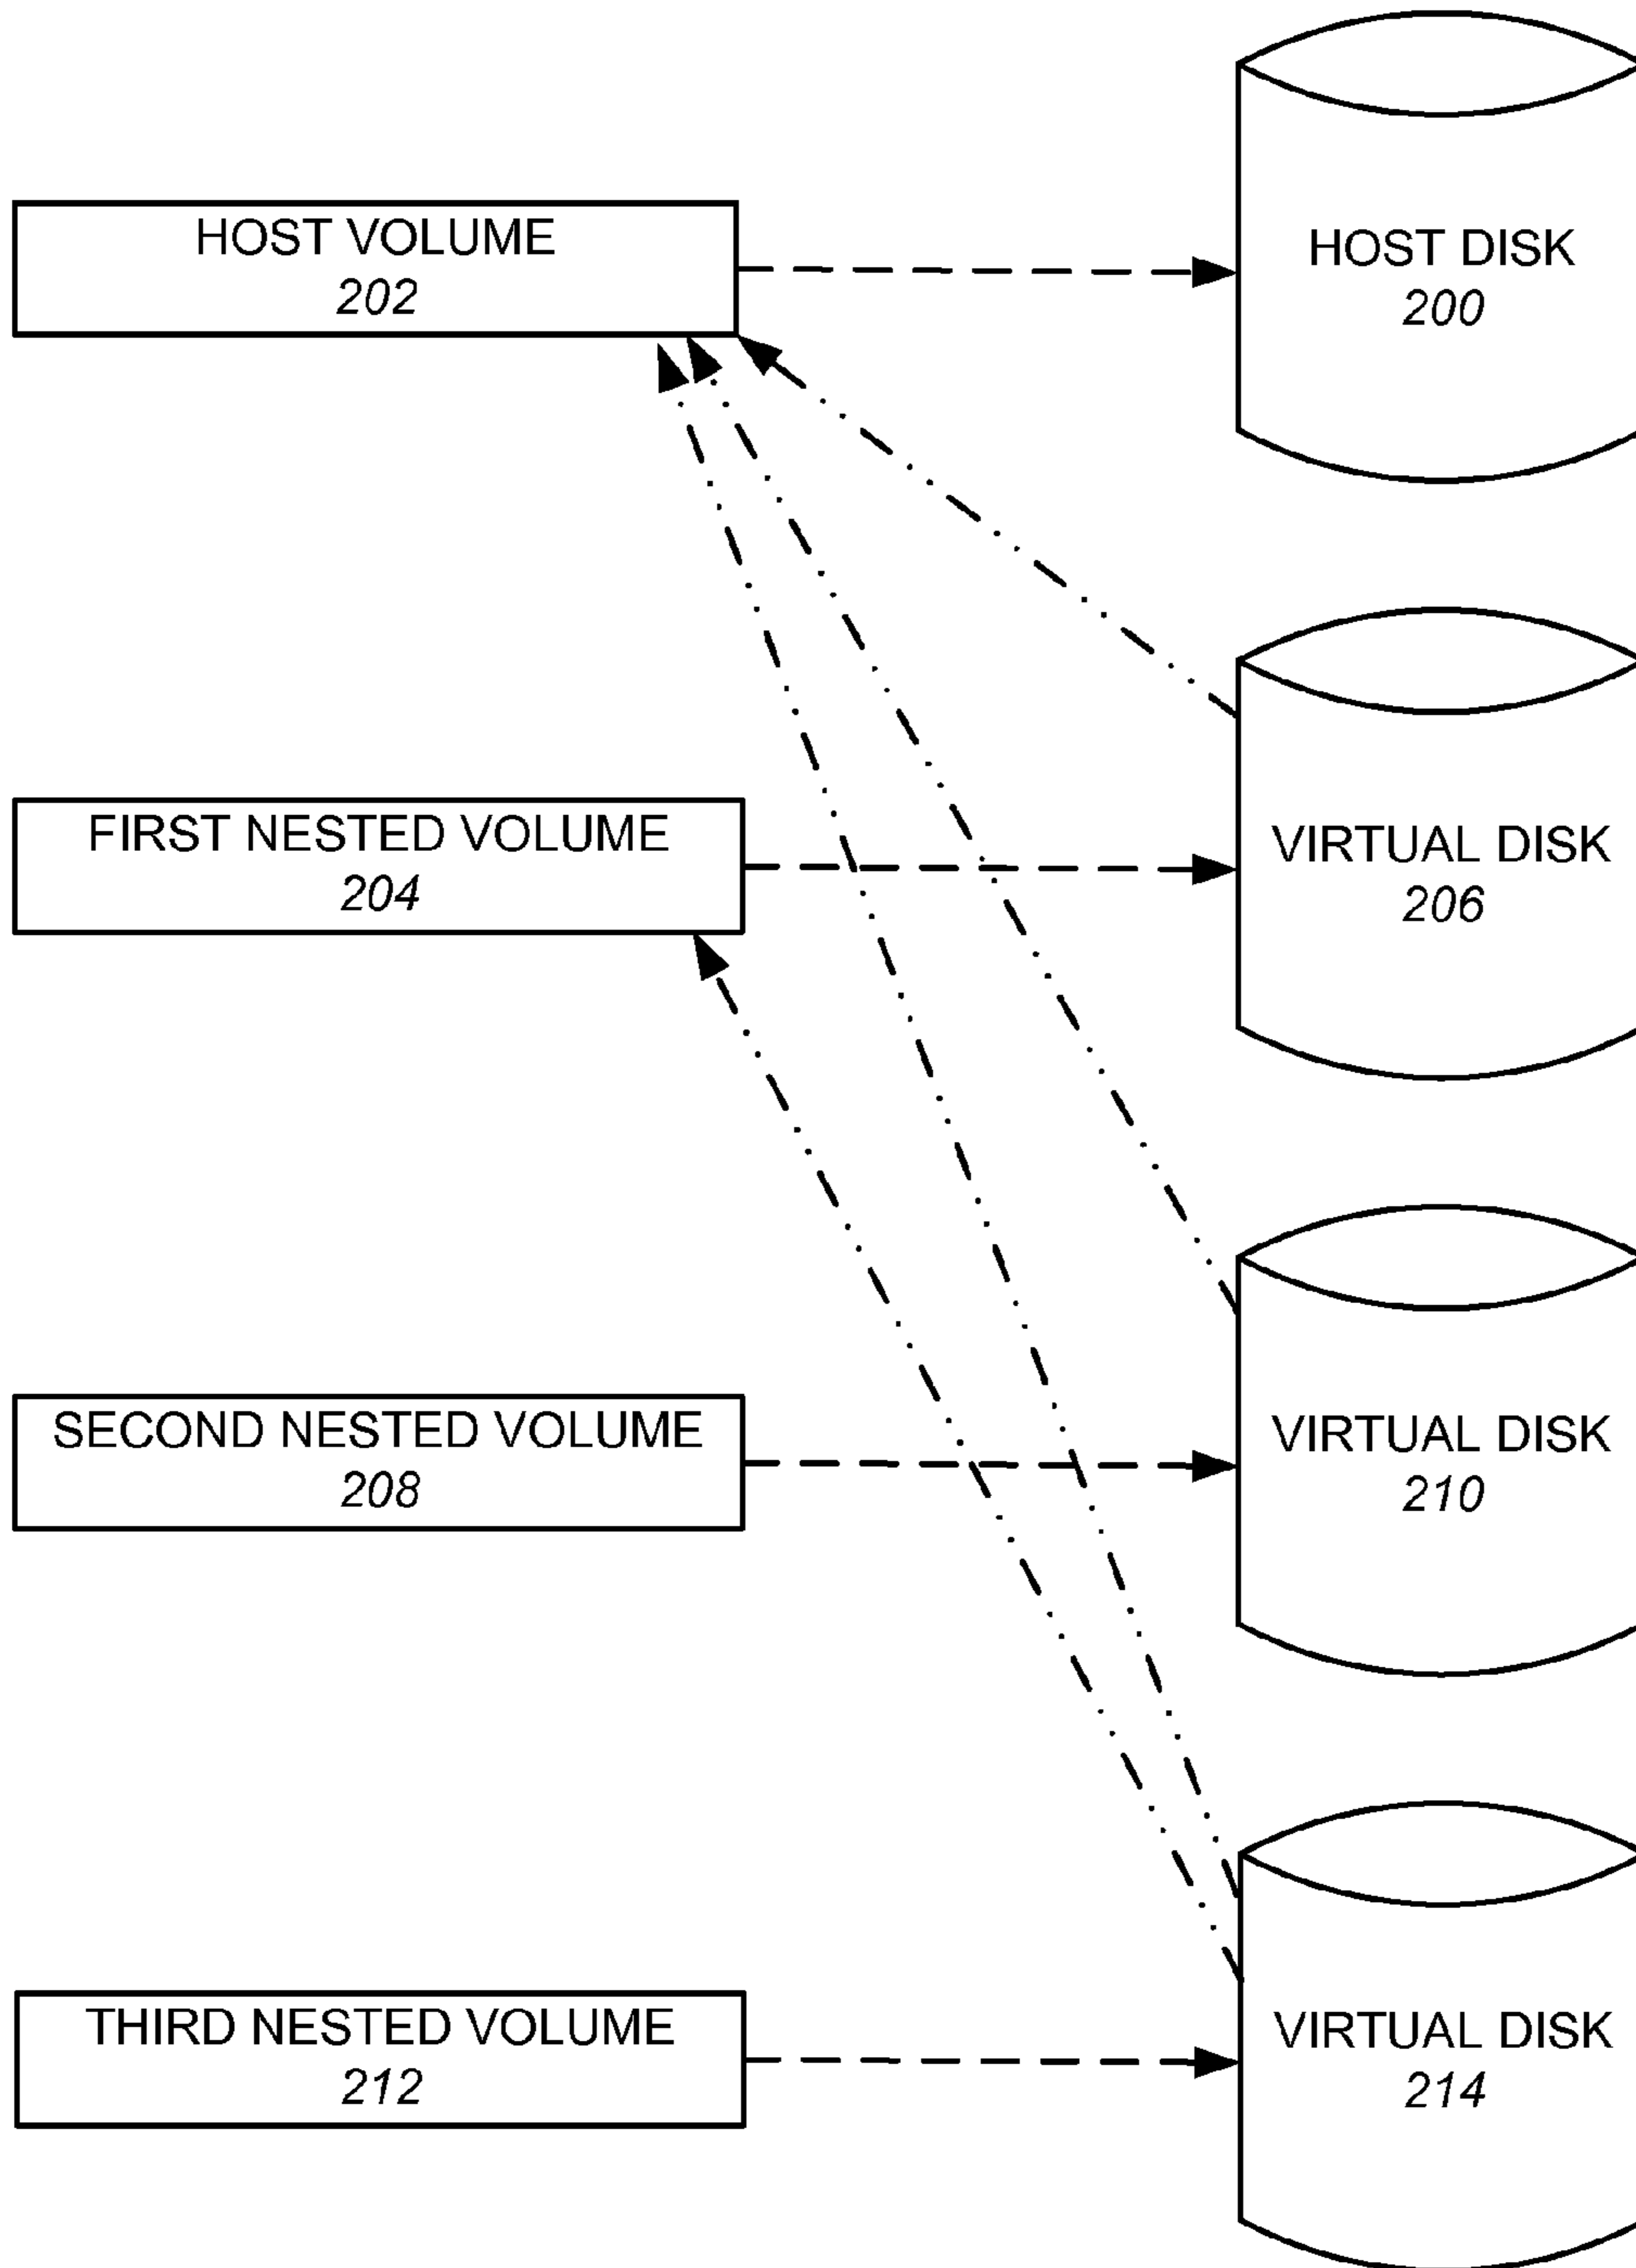 HOST VOLUME
202
HOST DISK
200
FIRST NESTED VOLUME
204
VIRTUAL DISK
206
SECOND NESTED VOLUME
208
VIRTUAL DISK
210
THIRD NESTED VOLUME
212
VIRTUAL DISK
214